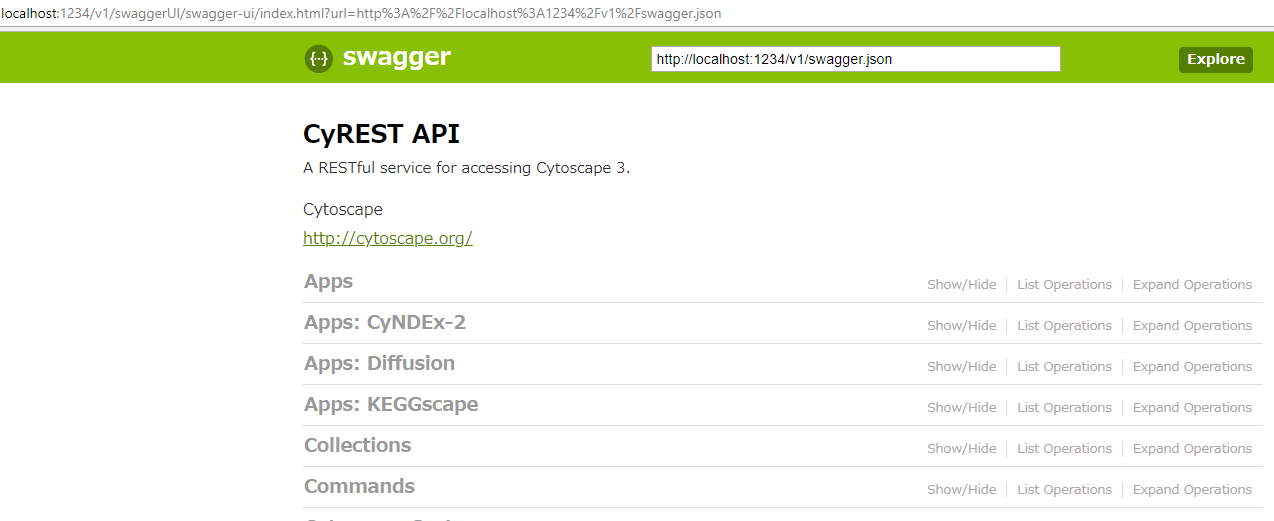 localhost:1234/v1/swaggerUI/swagger-ui/index.html?url=http%3A%2F%2Flocalhost%3A1234%2Fv1%2Fswagger.json
{··} swagger http://localhost:1234/v1/swagger.json Explore
CyREST API
A RESTful service for accessing Cytoscape 3.
Cytoscape
http://cytoscape.org/
Apps Show/Hide List Operations Expand Operations
Apps: CyNDEx-2 Show/Hide List Operations Expand Operations
Apps: Diffusion Show/Hide List Operations Expand Operations
Apps: KEGGscape Show/Hide List Operations Expand Operations
Collections Show/Hide List Operations Expand Operations
Commands Show/Hide List Operations Expand Operations